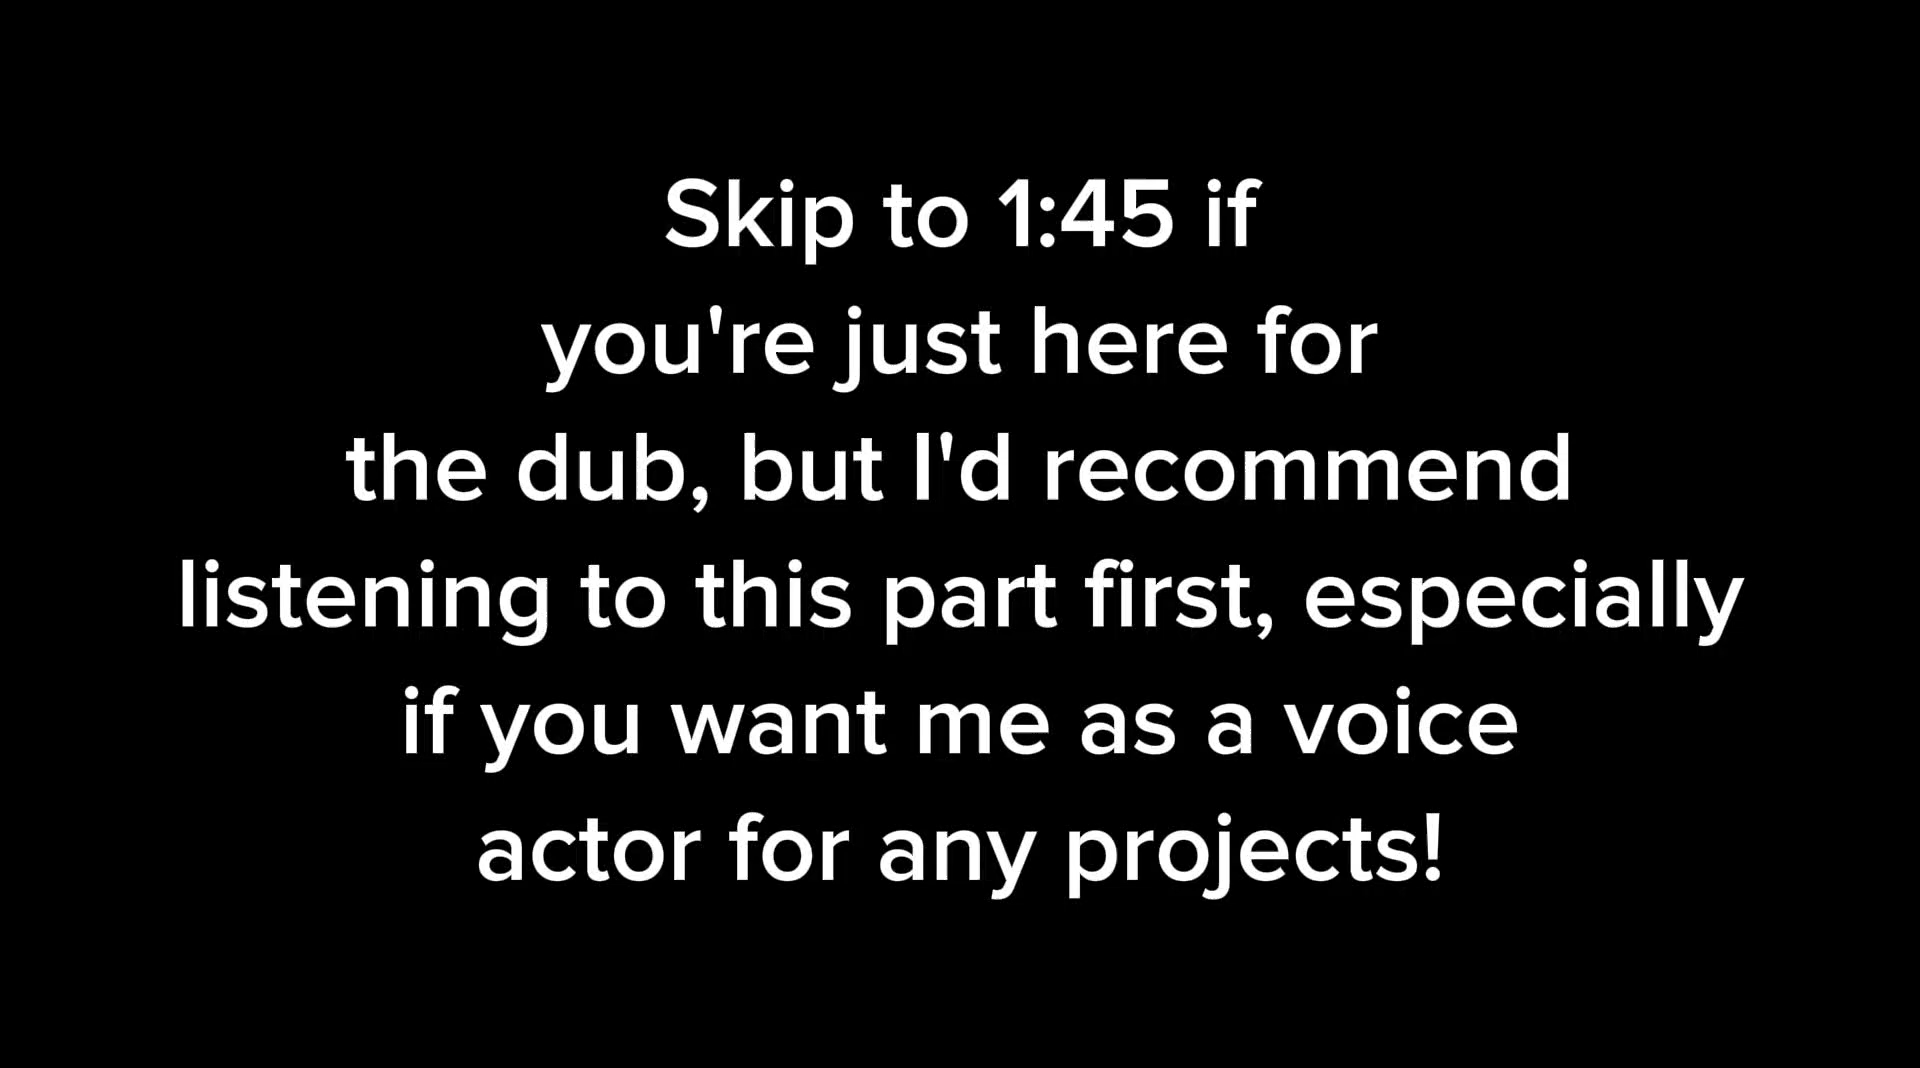 Skip to 1:45 if
you're just here for
the dub, but I'd recommend
listening to this part first, especially
if you want me as a voice
actor for any projects!